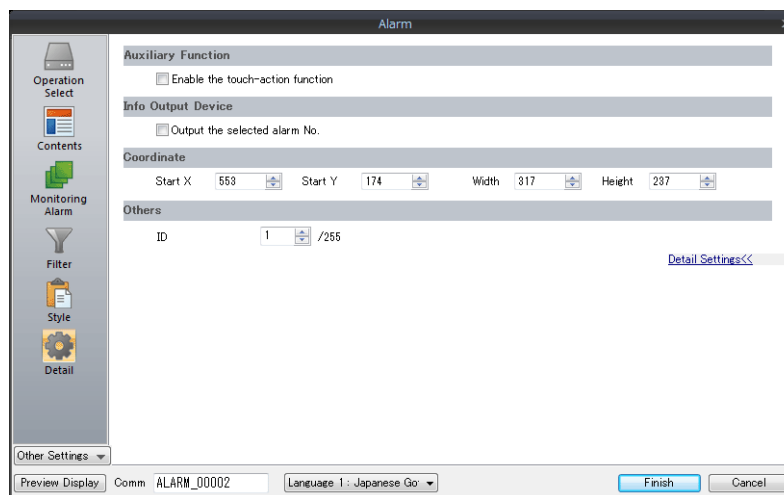 Alarm
Operation
Select
Contents
Monitoring
Alarm
Filter
Style
Detail
Other Settings
Auxiliary Function
Enable the touch-action function
Info Output Device
Output the selected alarm No.
Coordinate
Start X 553 Start Y 174 Width 317 Height 237
Others
ID 1 /255
Detail Settings<<
Preview Display Comm ALARM_00002 Language 1 : Japanese Go Finish Cancel